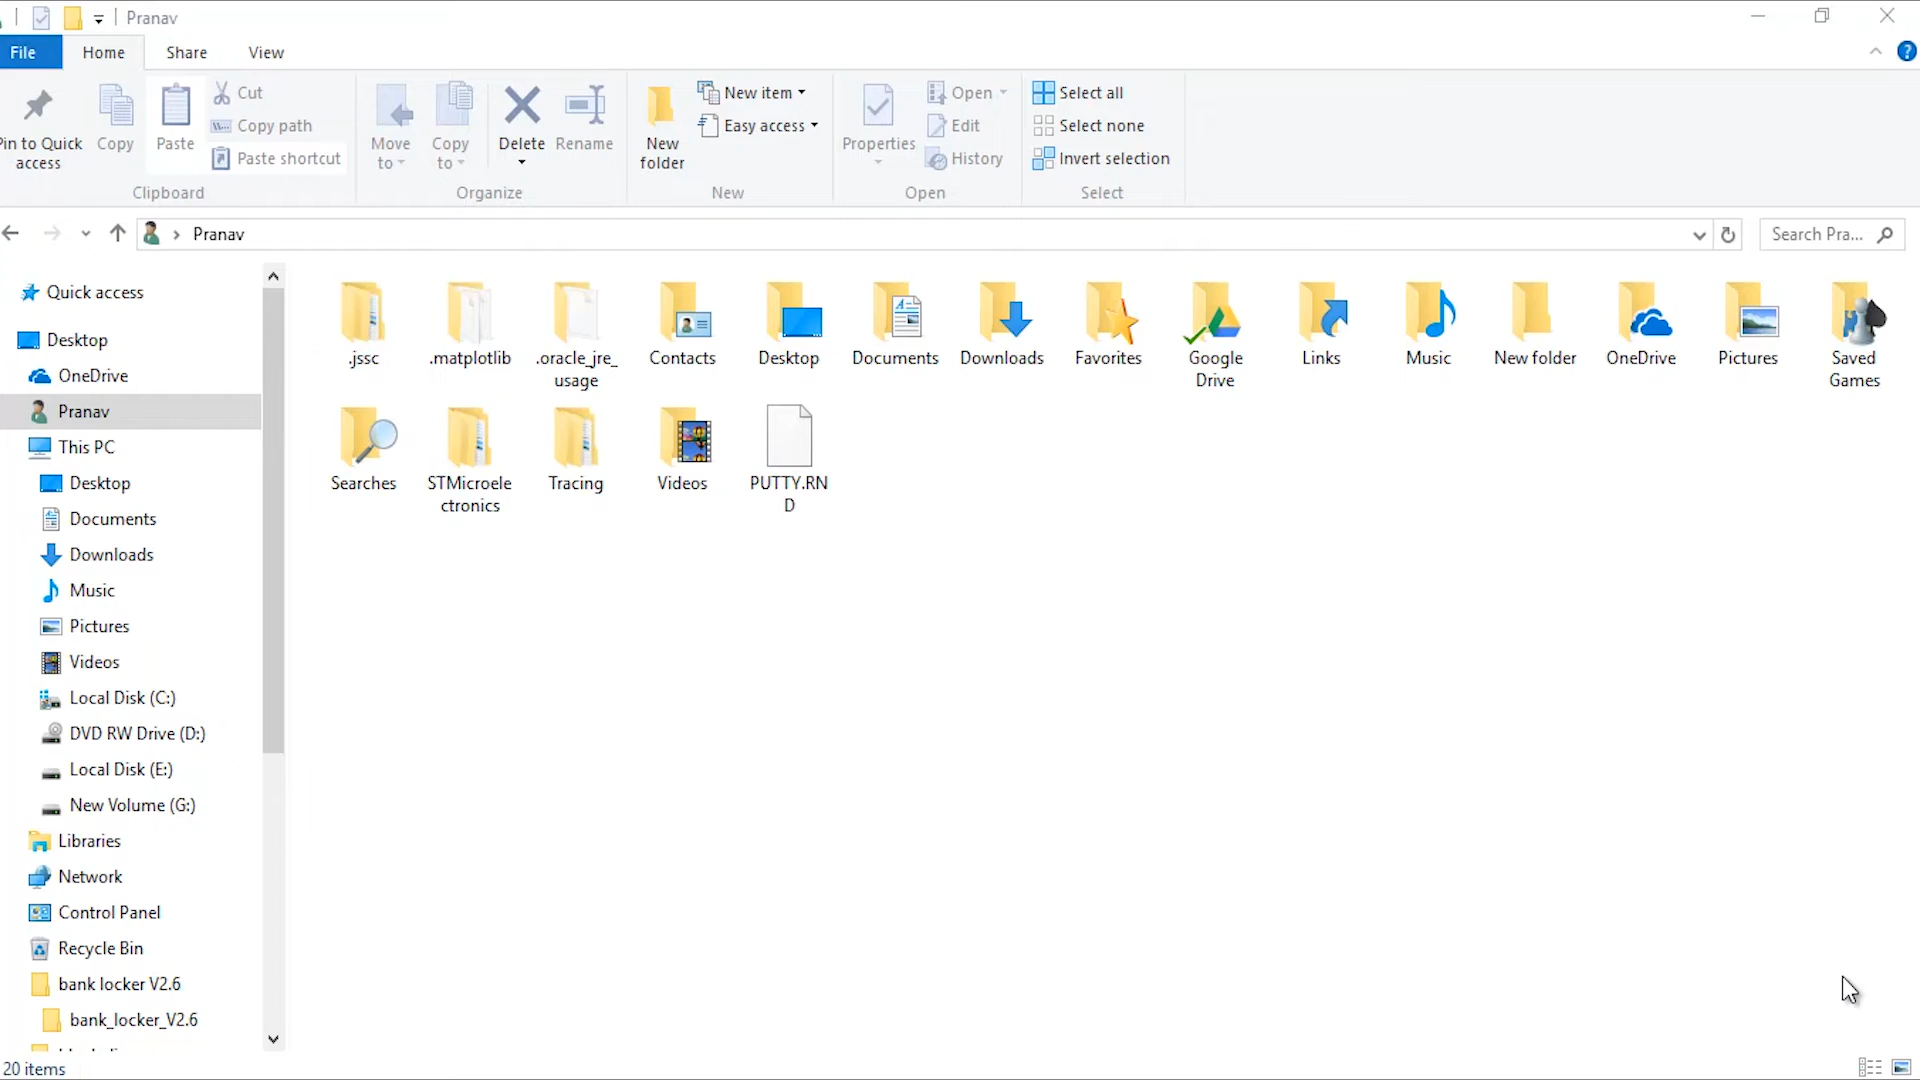 Pranav
File Home Share View
Pin to Quick access
Copy
Paste
Cut
Copy path
Paste shortcut
Clipboard
Move to
Copy to
Delete
Rename
Organize
New folder
New item
Easy access
New
Properties
Open
Edit
History
Open
Select all
Select none
Invert selection
Select
Pranav
Search Pra...
Quick access
Desktop
OneDrive
Pranav
This PC
Desktop
Documents
Downloads
Music
Pictures
Videos
Local Disk (C:)
DVD RW Drive (D:)
Local Disk (E:)
New Volume (G:)
Libraries
Network
Control Panel
Recycle Bin
bank locker V2.6
bank_locker_V2.6
.jssc
.matplotlib
.oracle_jre_
usage
Contacts
Desktop
Documents
Downloads
Favorites
Google
Drive
Links
Music
New folder
OneDrive
Pictures
Saved
Games
Searches
STMicroele
ctronics
Tracing
Videos
PUTTY.RN
D
20 items